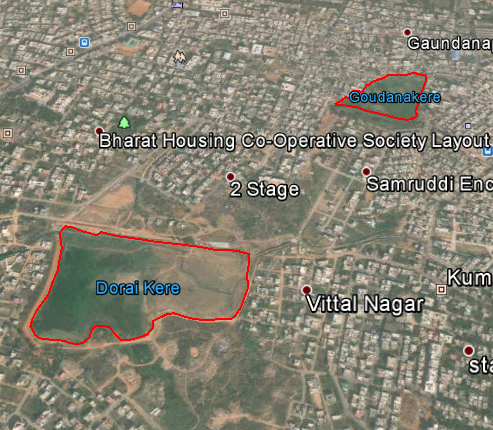 Gaundanap
Goudanakere
Bharat Housing Co-Operative Society Layout
2 Stage
Samruddi Enc
Dorai Kere
Kum
Vittal Nagar
sta